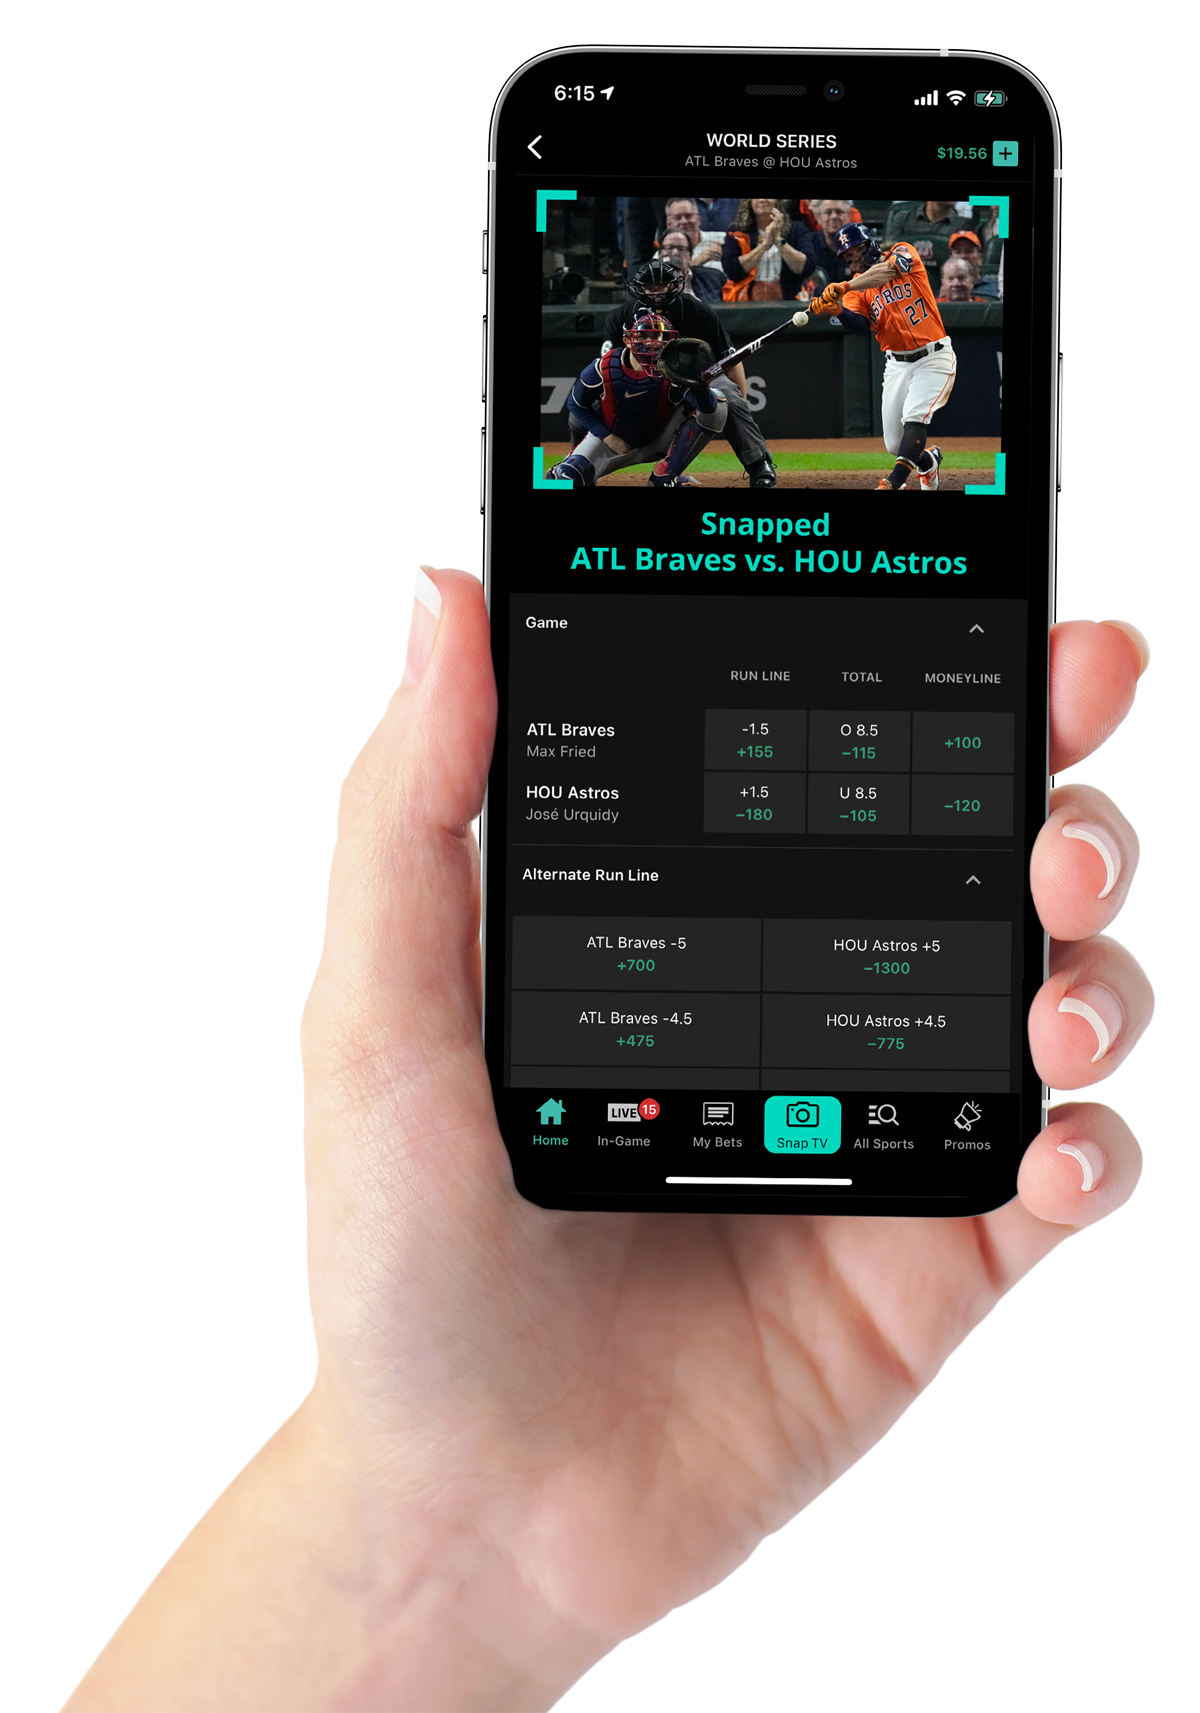 6:15
WORLD SERIES
ATL Braves @ HOU Astros
$19.56 +
ASTROS
27
S
Snapped
ATL Braves vs. HOU Astros
Game
RUN LINE TOTAL MONEYLINE
ATL Braves
Max Fried
-1.5
+155
O 8.5
−115
+100
HOU Astros
José Urquidy
+1.5
−180
U 8.5
−105
−120
Alternate Run Line
ATL Braves -5
+700
HOU Astros +5
−1300
ATL Braves -4.5
+475
HOU Astros +4.5
−775
LIVE 15
Home In-Game My Bets Snap TV All Sports Promos